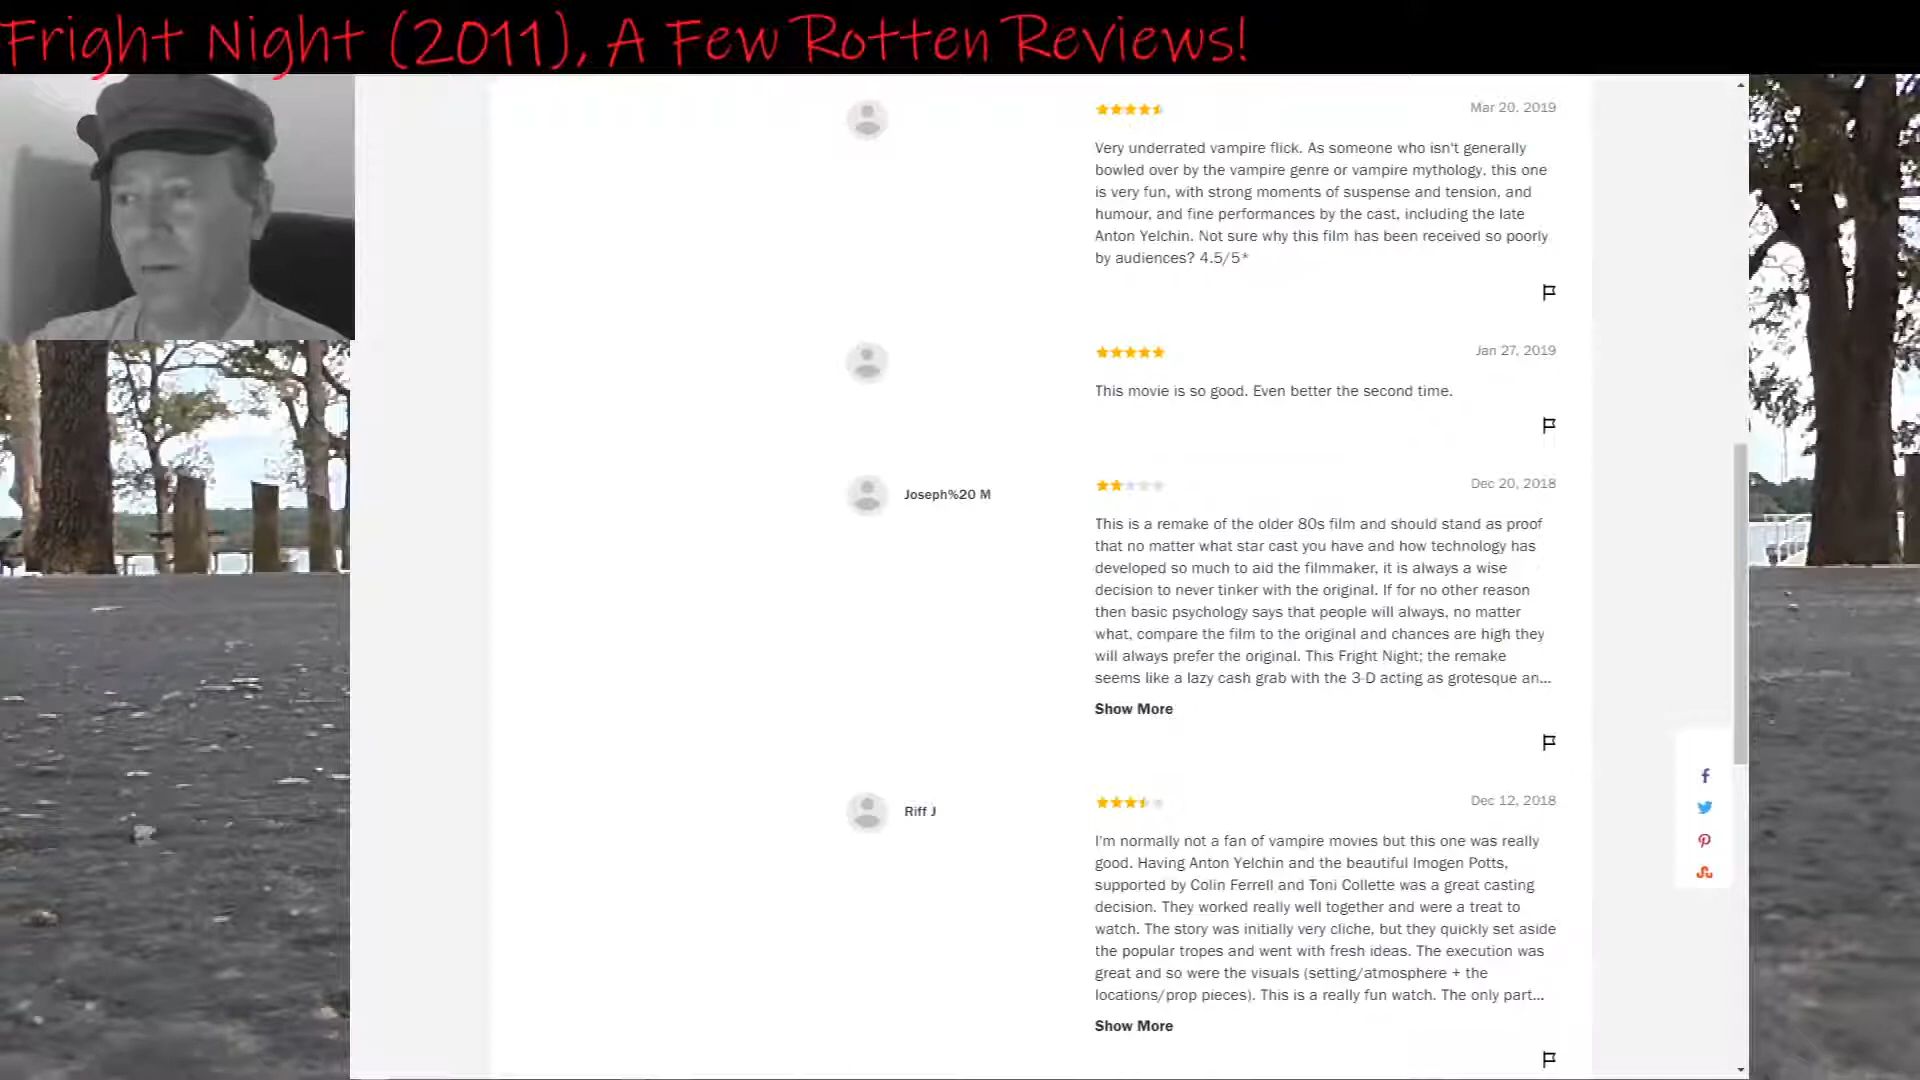 Fright Night (2011), A Few Rotten Reviews!
Mar 20, 2019
Very underrated vampire flick. As someone who isn't generally
bowled over by the vampire genre or vampire mythology, this one
is very fun, with strong moments of suspense and tension, and
humour, and fine performances by the cast, including the late
Anton Yelchin. Not sure why this film has been received so poorly
by audiences? 4.5/5*
Jan 27, 2019
This movie is so good. Even better the second time.
Joseph%20 M
Dec 20, 2018
This is a remake of the older 80s film and should stand as proof
that no matter what star cast you have and how technology has
developed so much to aid the filmmaker, it is always a wise
decision to never tinker with the original. If for no other reason
then basic psychology says that people will always, no matter
what, compare the film to the original and chances are high they
will always prefer the original. This Fright Night; the remake
seems like a lazy cash grab with the 3-D acting as grotesque an...
Show More
Riff J
Dec 12, 2018
I'm normally not a fan of vampire movies but this one was really
good. Having Anton Yelchin and the beautiful Imogen Potts,
supported by Colin Ferrell and Toni Collette was a great casting
decision. They worked really well together and were a treat to
watch. The story was initially very cliche, but they quickly set aside
the popular tropes and went with fresh ideas. The execution was
great and so were the visuals (setting/atmosphere + the
locations/prop pieces). This is a really fun watch. The only part...
Show More